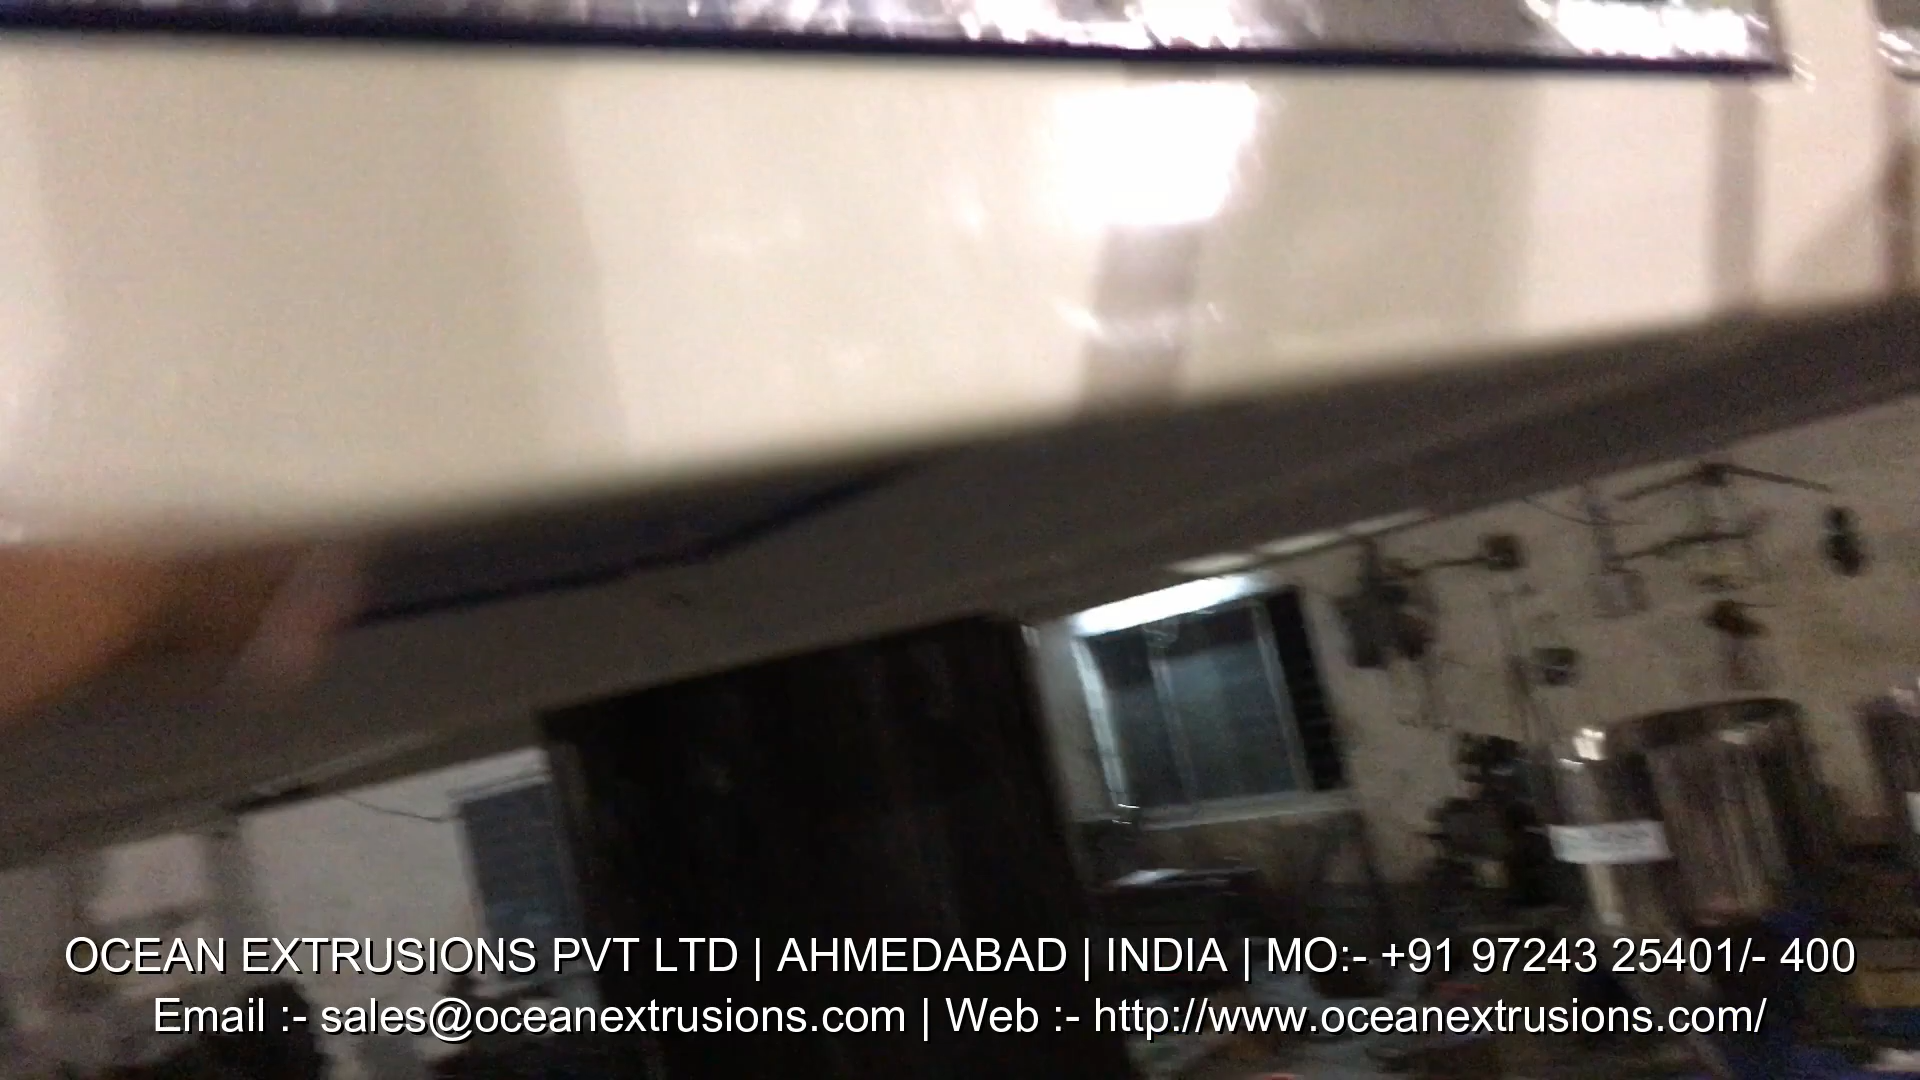 OCEAN EXTRUSIONS PVT LTD | AHMEDABAD | INDIA | MO:- +91 97243 25401/- 400
Email :- sales@oceanextrusions.com | Web :- http://www.oceanextrusions.com/